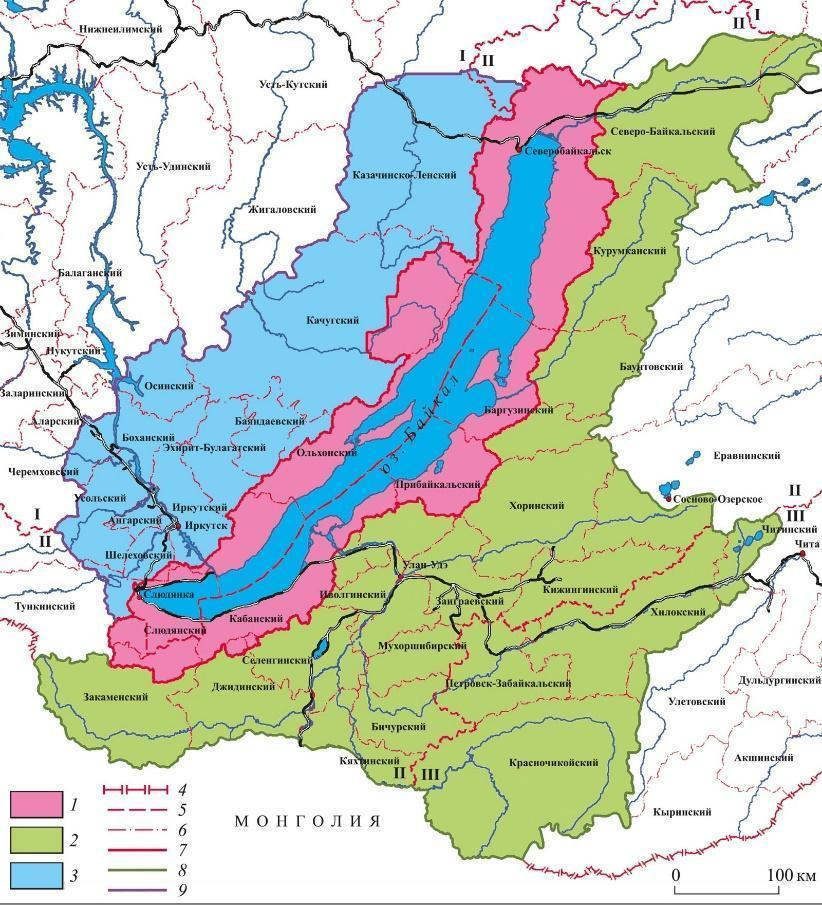 Нижнеилимский
I
II
I
II
Усть-Кутский
Северо-Байкальский
Северобайкальск
Усть-Удинский
Казачинско-Ленский
Жигаловский
Курумканский
Балаганский
Качугский
Зиминский
Нукутский
Баунтовский
Осинский
Заларинский
Баргузинский
Аларский
Баяндаевский
оз. Байкал
Боханский
Эхирит-Булагатский
Ольхонский
Еравнинский
Черемховский
Прибайкальский
Усольский
Сосново-Озерское
II
Хоринский
Иркутский
I
Ангарский
Иркутск
III
Читинский
II
Шелеховский
Чита
Улан-Удэ
Слюдянка
Иволгинский
Кижингинский
Тункинский
Заиграевский
Хилокский
Кабанский
Слюдянский
Мухоршибирский
Селенгинский
Дульдургинский
Джидинский
Петровск-Забайкальский
Закаменский
Улетовский
Бичурский
Акшинский
Кяхтинский
Красночикойский
II
III
1
4
Кыринский
5
МОНГОЛИЯ
2
6
7
3
8
9
0
100 км